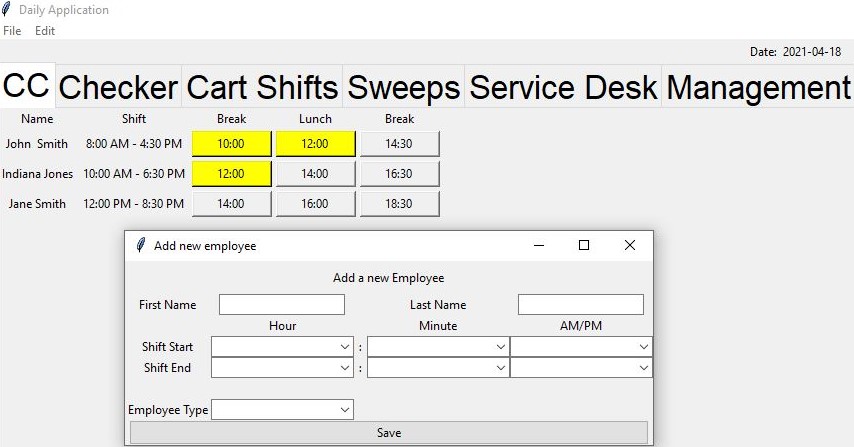 Daily Application
File Edit
Date: 2021-04-18
CC Checker Cart Shifts Sweeps Service Desk Management
Name Shift Break Lunch Break
John Smith 8:00 AM - 4:30 PM 10:00 12:00 14:30
Indiana Jones 10:00 AM - 6:30 PM 12:00 14:00 16:30
Jane Smith 12:00 PM - 8:30 PM 14:00 16:00 18:30
Add new employee
Add a new Employee
First Name Last Name
Hour Minute AM/PM
Shift Start :
Shift End :
Employee Type
Save